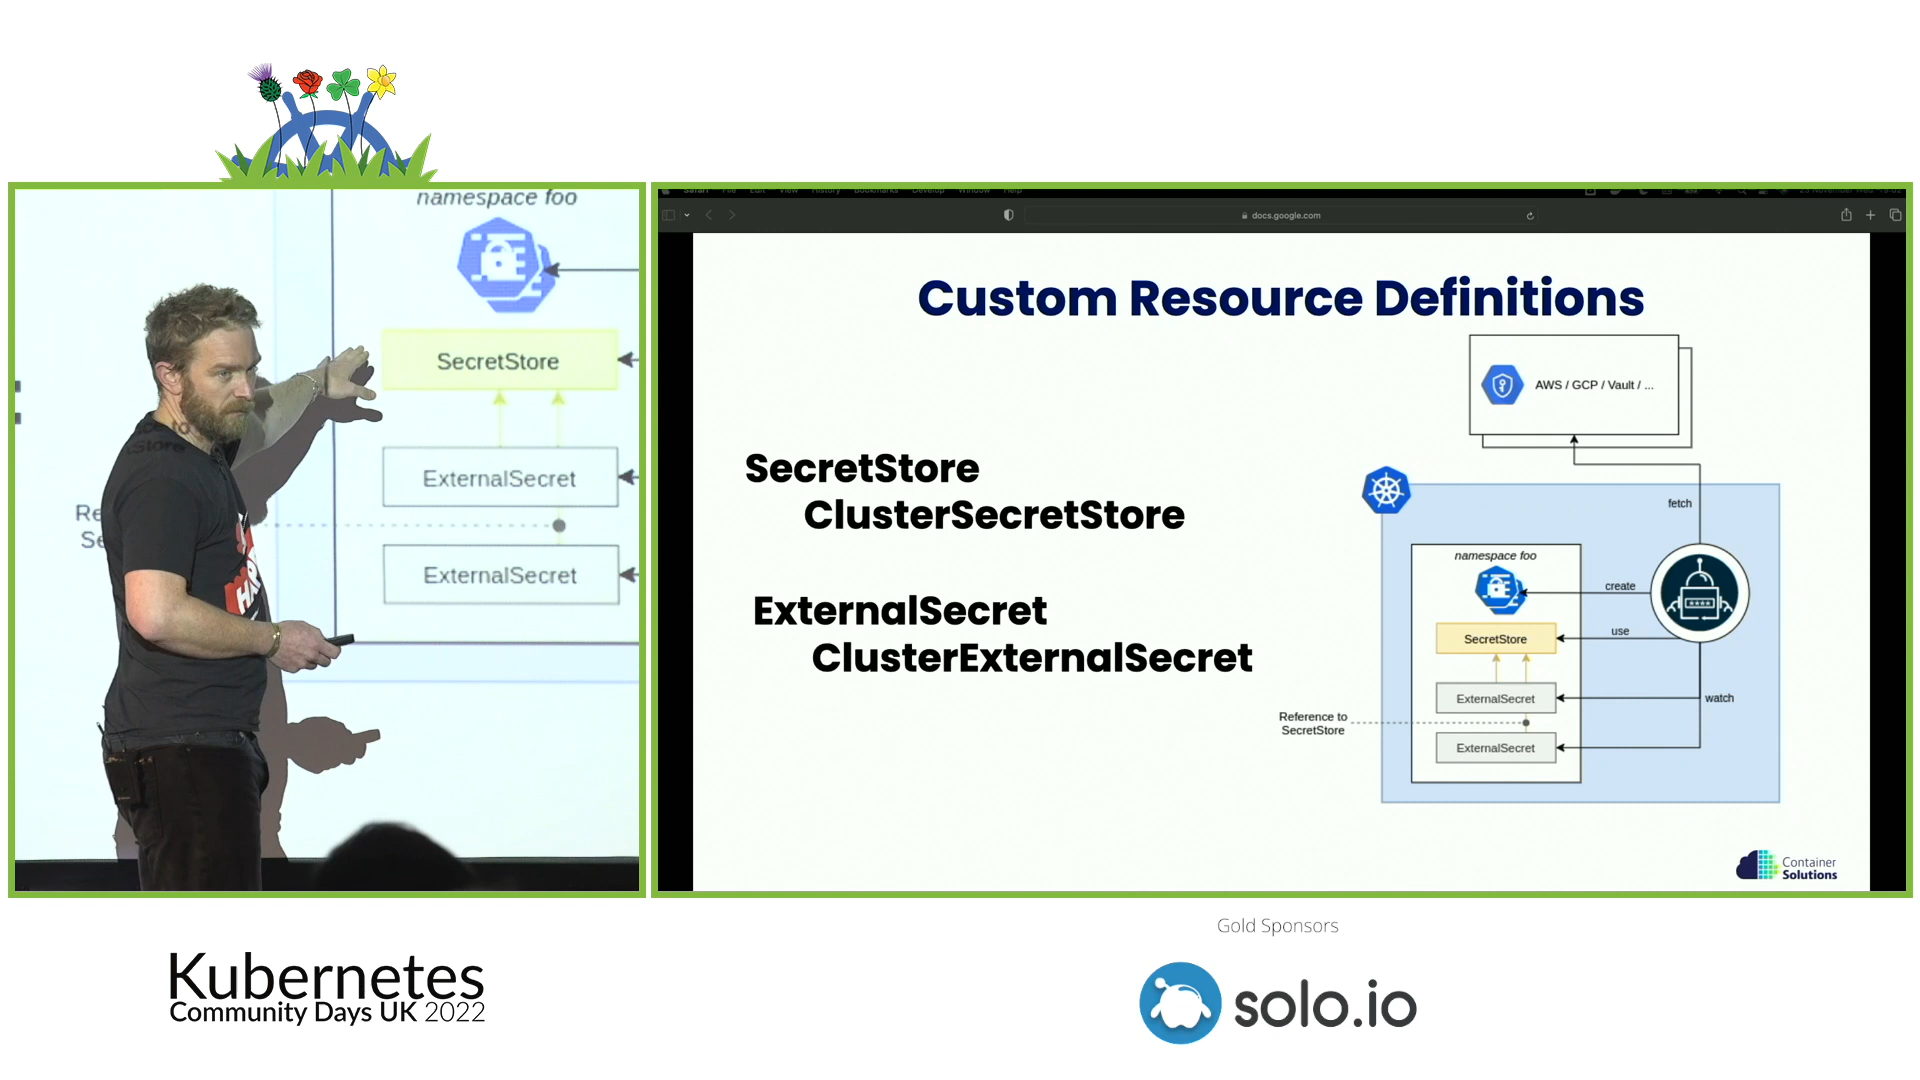 namespace foo
SecretStore
ExternalSecret
Re
Se
ExternalSecret
docs.google.com
Custom Resource Definitions
AWS / GCP / Vault / ...
SecretStore
ClusterSecretStore
ExternalSecret
ClusterExternalSecret
fetch
namespace foo
create
use
SecretStore
ExternalSecret
watch
Reference to
SecretStore
ExternalSecret
Container
Solutions
Gold Sponsors
Kubernetes
Community Days UK 2022
solo.io